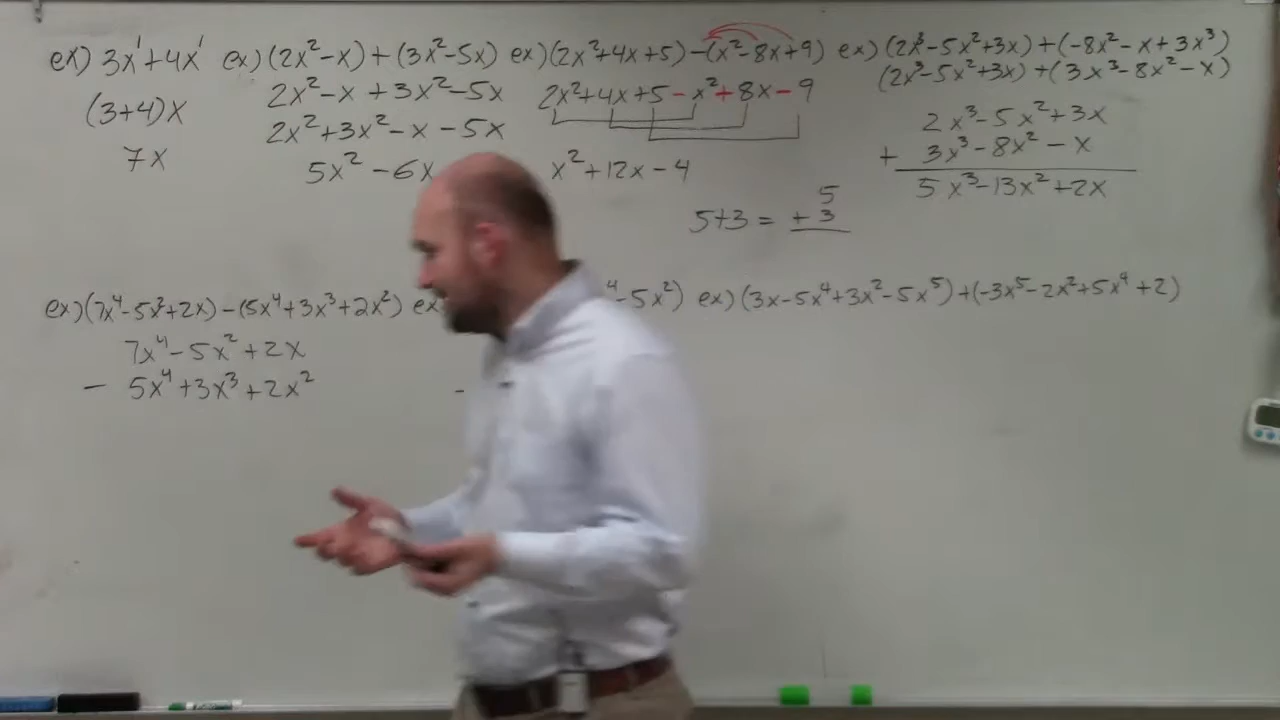 ex) 3x¹+4x¹
(3+4)x
7x
ex) (2x²-x)+(3x²-5x)
2x²-x+3x²-5x
2x²+3x²-x-5x
5x²-6x
ex) (2x²+4x+5)-(x²-8x+9)
2x²+4x+5-x²+8x-9
x²+12x-4
5+3=
5
+ 3
ex) (2x³-5x²+3x)+(-8x²-x+3x³)
(2x³-5x²+3x)+(3x³-8x²-x)
2x³-5x²+3x
+ 3x³-8x²-x
5x³-13x²+2x
ex) (7x⁴-5x²+2x)-(5x⁴+3x³+2x²)
7x⁴-5x²+2x
- 5x⁴+3x³+2x²
ex
⁴-5x²)
-
ex) (3x-5x⁴+3x²-5x⁵)+(-3x⁵-2x²+5x⁴+2)